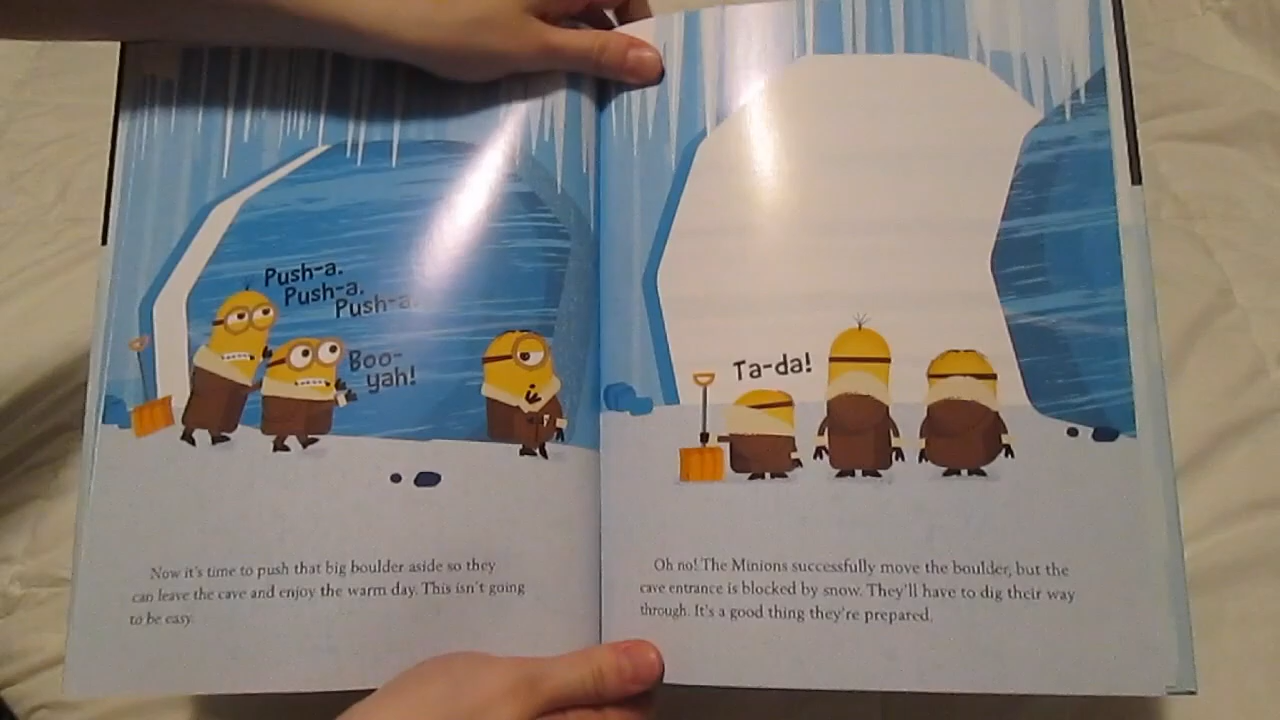 Push-a.
Push-a.
Push-a.
Boo-
yah!
Now it's time to push that big boulder aside so they
can leave the cave and enjoy the warm day. This isn't going
to be easy.
Ta-da!
Oh no! The Minions successfully move the boulder, but the
cave entrance is blocked by snow. They'll have to dig their way
through. It's a good thing they're prepared.